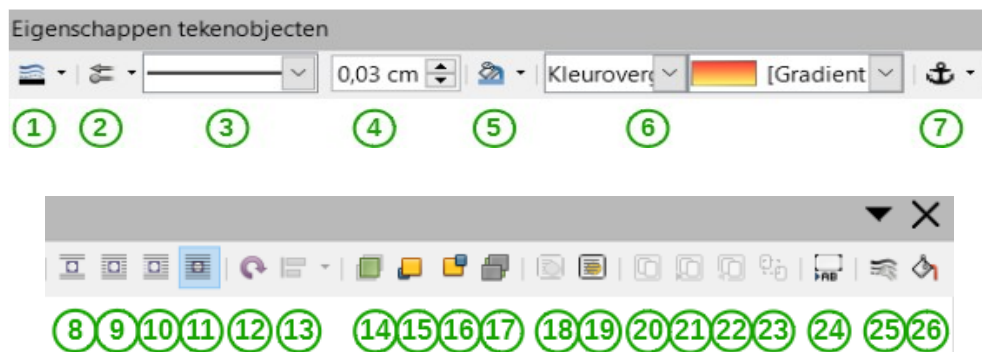 Eigenschappen tekenobjecten
0,03 cm Kleuroverg [Gradient
1 2 3 4 5 6 7
AB
8 9 10 11 12 13 14 15 16 17 18 19 20 21 22 23 24 25 26